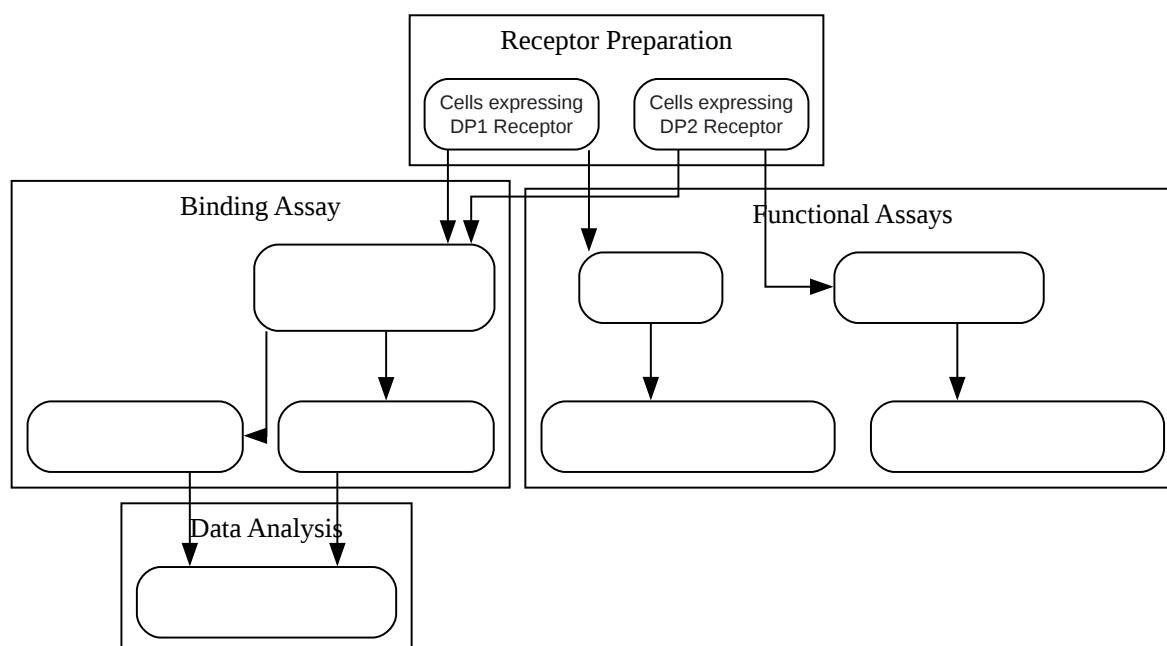 Receptor Preparation
Cells expressing
DP1 Receptor
Cells expressing
DP2 Receptor
Binding Assay
Functional Assays
Data Analysis